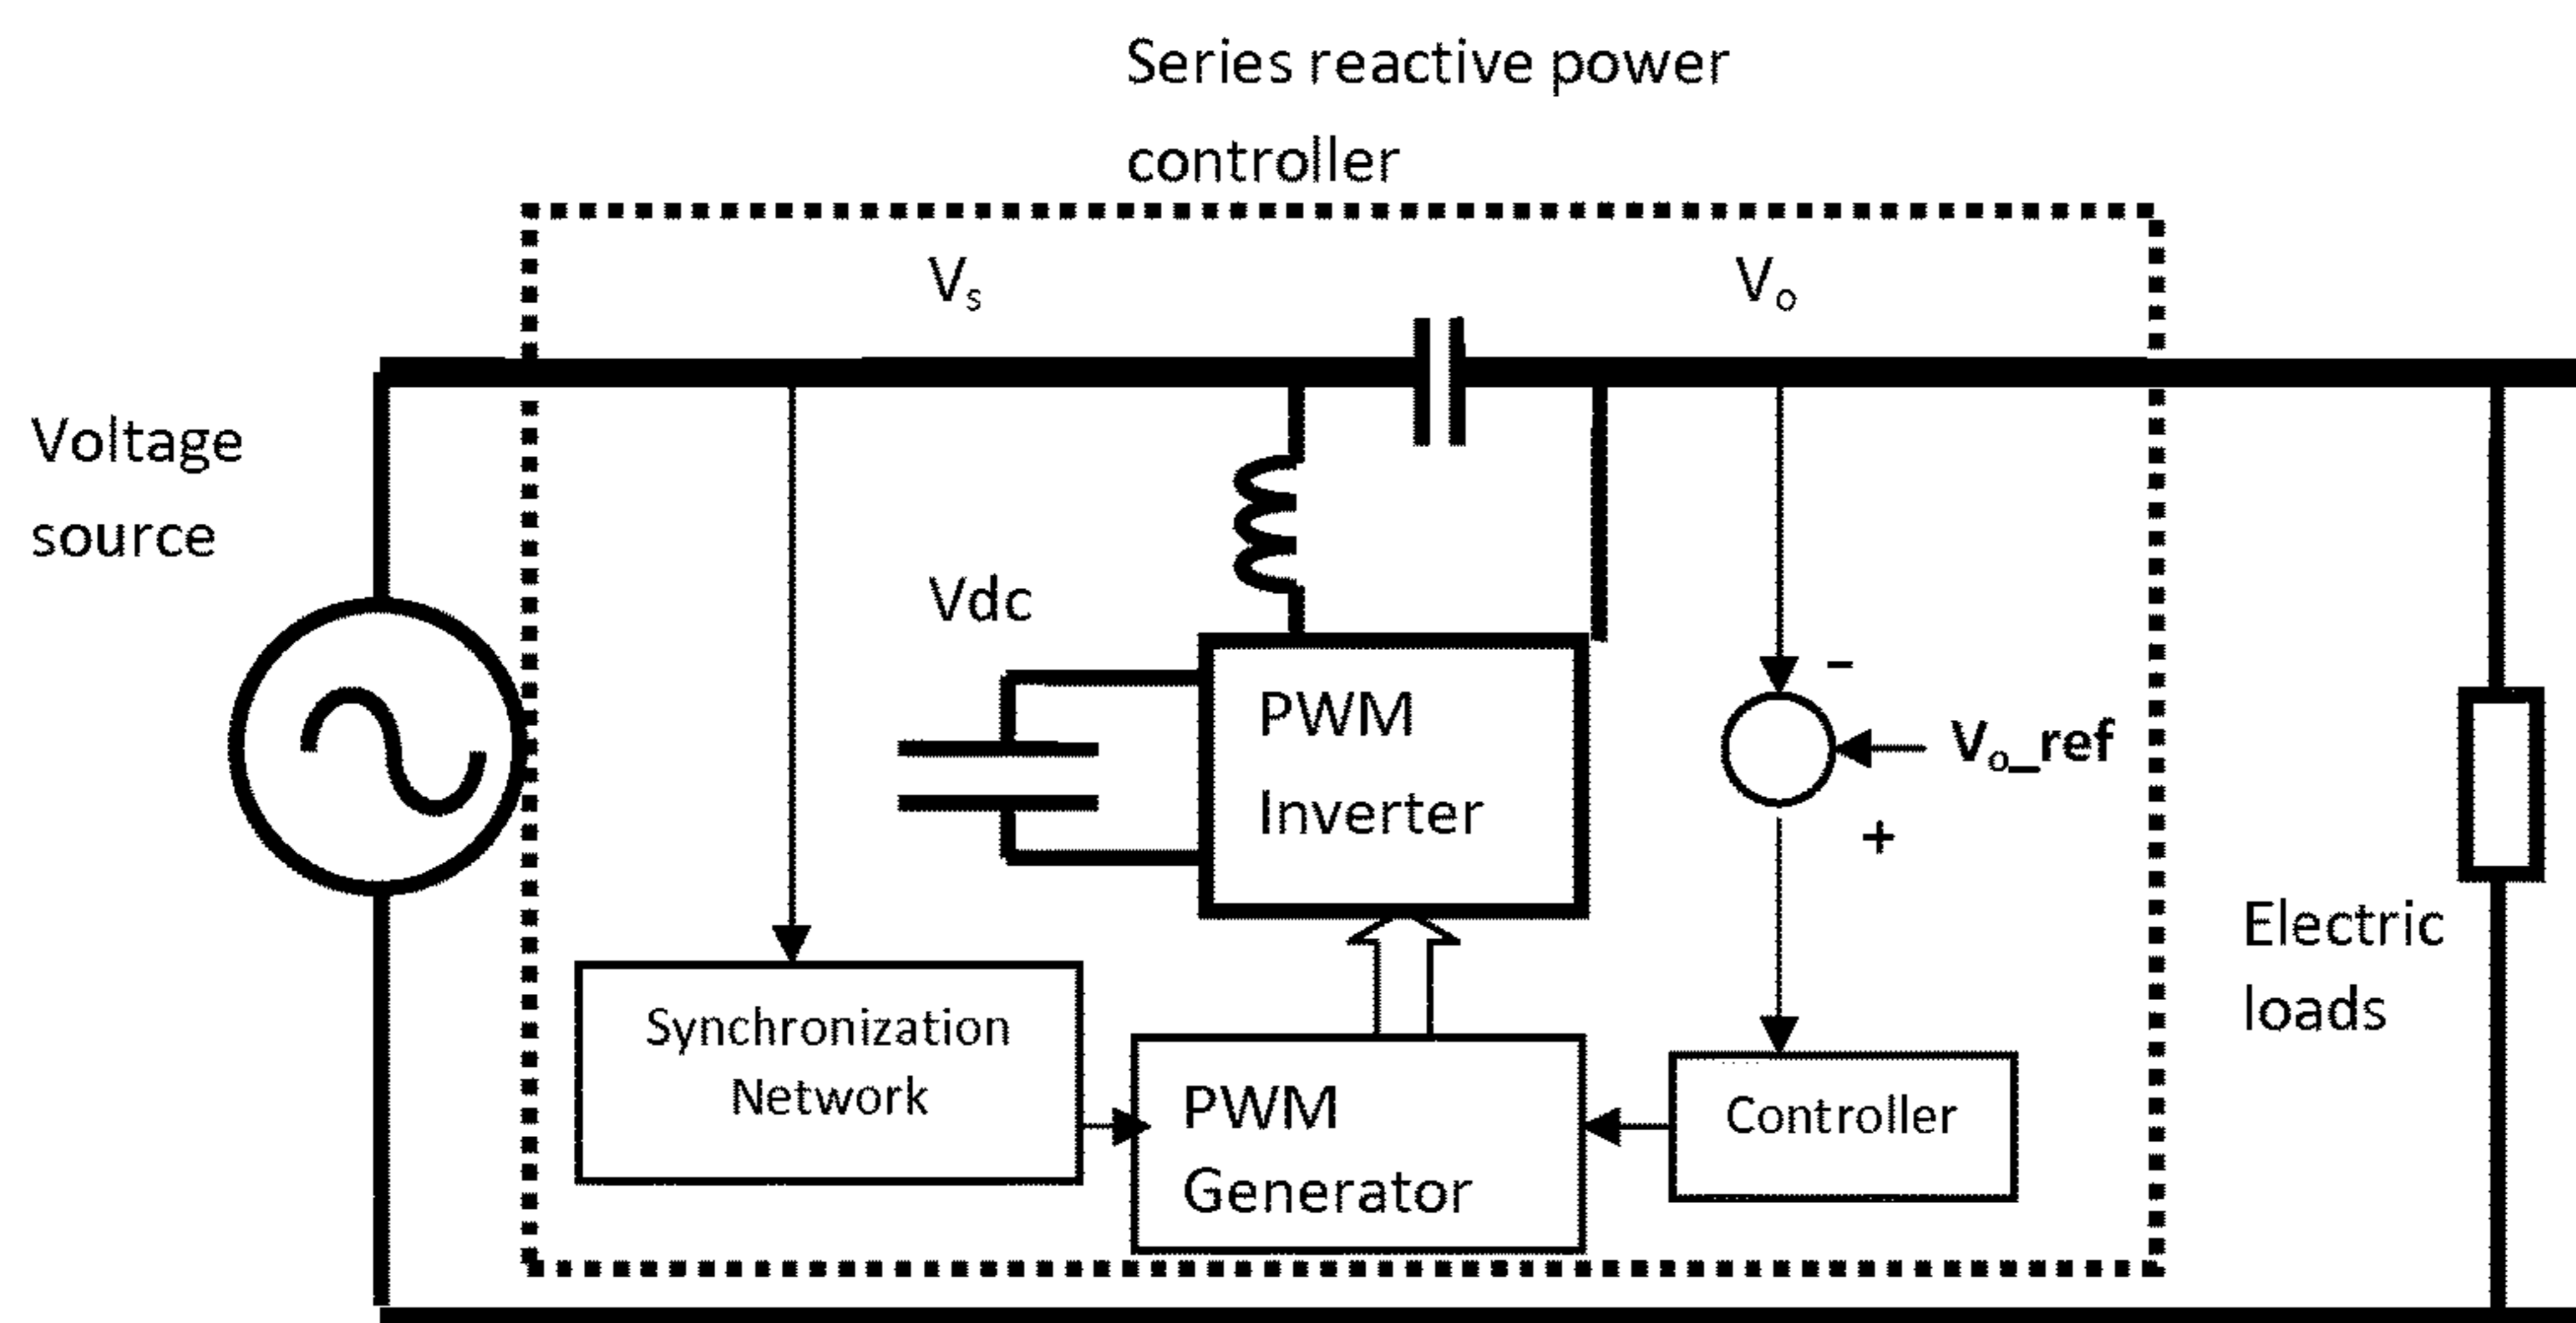 Series reactive power
controller
Vₛ
Vₒ
Voltage
source
Vdc
PWM
Inverter
−
Vₒ_ref
+
Electric
loads
Synchronization
Network
PWM
Generator
Controller